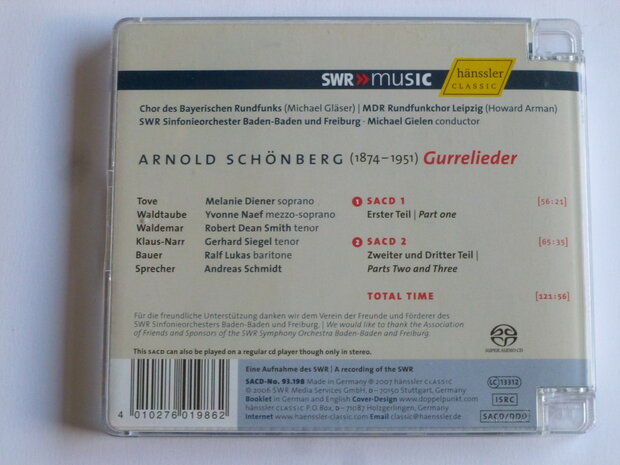 SWR»music
hänssler
CLASSIC
Chor des Bayerischen Rundfunks (Michael Gläser) | MDR Rundfunkchor Leipzig (Howard Arman)
SWR Sinfonieorchester Baden-Baden und Freiburg · Michael Gielen conductor
ARNOLD SCHÖNBERG (1874–1951) Gurrelieder
Tove Melanie Diener soprano
Waldtaube Yvonne Naef mezzo-soprano
Waldemar Robert Dean Smith tenor
Klaus-Narr Gerhard Siegel tenor
Bauer Ralf Lukas baritone
Sprecher Andreas Schmidt
1 SACD 1 [56:21]
Erster Teil | Part one
2 SACD 2 [65:35]
Zweiter und Dritter Teil |
Parts Two and Three
TOTAL TIME [121:56]
Für die freundliche Unterstützung danken wir dem Verein der Freunde und Förderer des
SWR Sinfonieorchesters Baden-Baden und Freiburg. | We would like to thank the Association
of Friends and Sponsors of the SWR Symphony Orchestra Baden-Baden and Freiburg.
SUPER AUDIO CD
This SACD can also be played on a regular cd player though only in stereo.
Eine Aufnahme des SWR | A recording of the SWR
SACD-No. 93.198 Made in Germany ℗ 2007 hänssler CLASSIC
© 2006 SWR Media Services GmbH, D – 70150 Stuttgart, Germany
Booklet in German and English Cover-Design www.doppelpunkt.com
hänssler CLASSIC P.O.Box, D – 71087 Holzgerlingen, Germany
Internet www.haenssler-classic.com Email classic@haenssler.de
4 010276 019862
LC 13312
ISRC
SACD/DDD